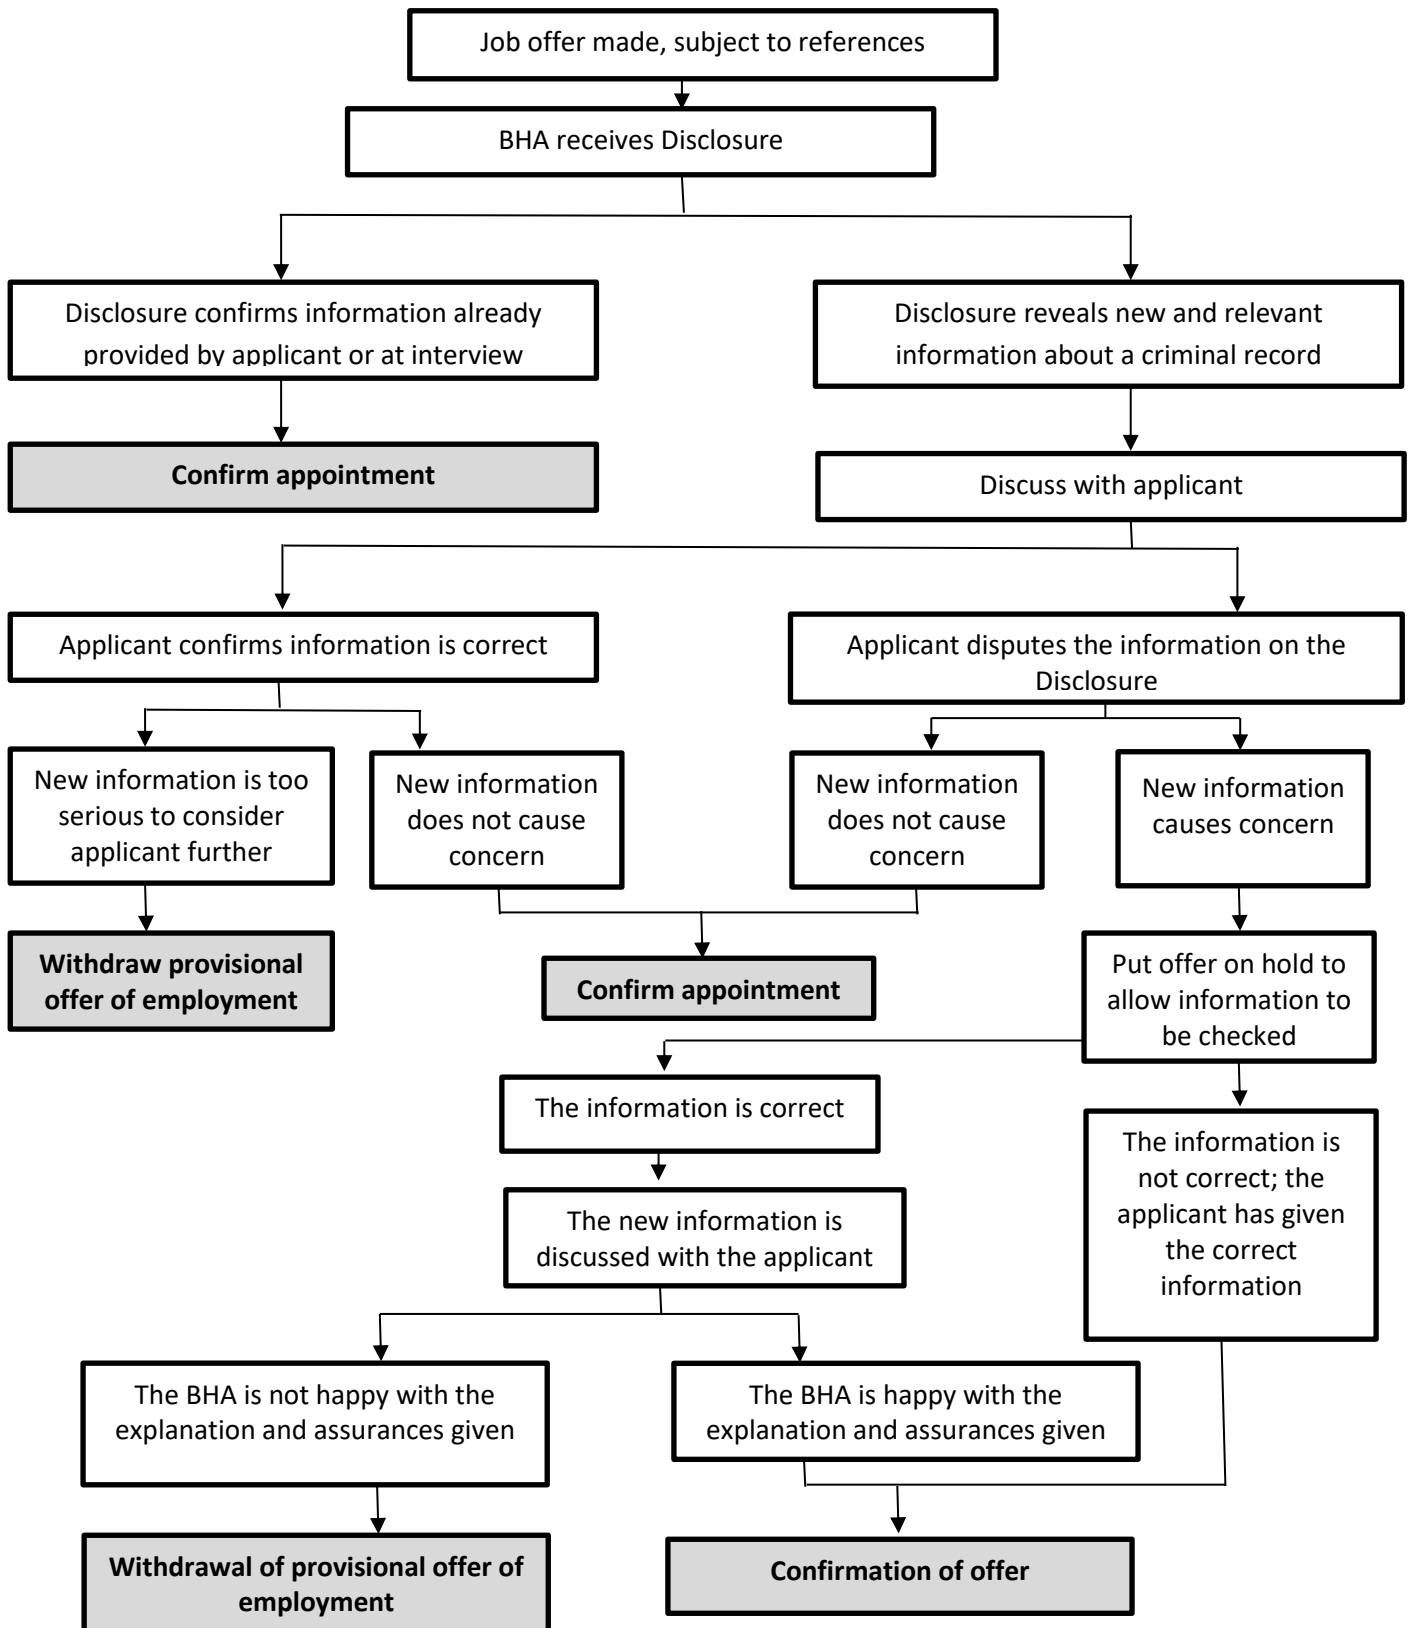 Job offer made, subject to references
BHA receives Disclosure
Disclosure confirms information already
provided by applicant or at interview
Disclosure reveals new and relevant
information about a criminal record
Confirm appointment
Discuss with applicant
Applicant confirms information is correct
Applicant disputes the information on the
Disclosure
New information is too
serious to consider
applicant further
New information
does not cause
concern
New information
does not cause
concern
New information
causes concern
Withdraw provisional
offer of employment
Confirm appointment
Put offer on hold to
allow information to
be checked
The information is correct
The information is
not correct; the
applicant has given
the correct
information
The new information is
discussed with the applicant
The BHA is not happy with the
explanation and assurances given
The BHA is happy with the
explanation and assurances given
Withdrawal of provisional offer of
employment
Confirmation of offer